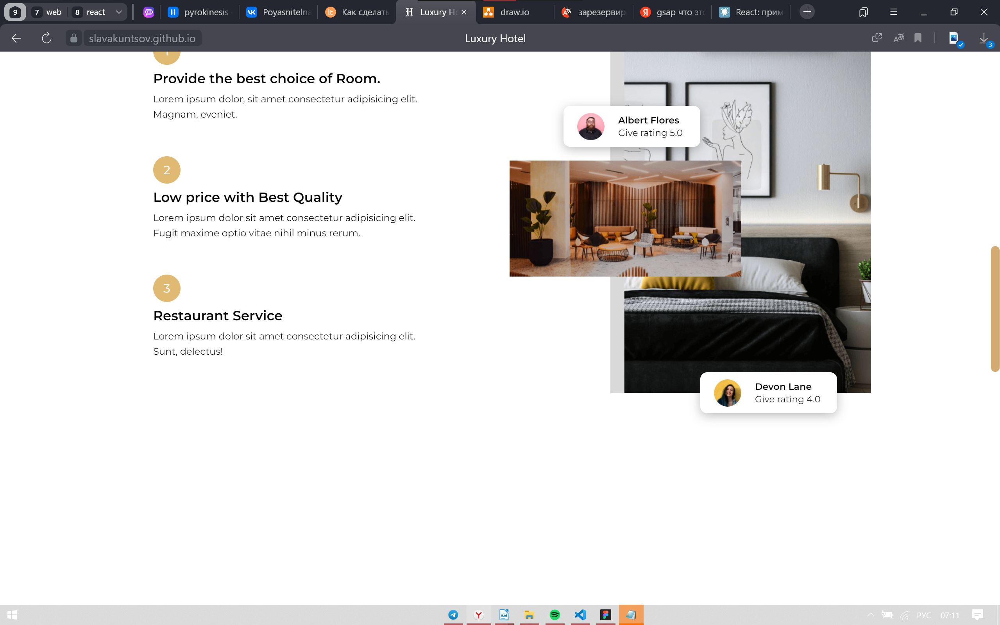 9
7 web
8 react
pyrokinesis
Poyasnitelna
Как сделать
Luxury Ho
draw.io
зарезервир
gsap что это
React: прим
slavakuntsov.github.io
Luxury Hotel
3
1
Provide the best choice of Room.
Lorem ipsum dolor, sit amet consectetur adipisicing elit.
Magnam, eveniet.
2
Low price with Best Quality
Lorem ipsum dolor sit amet consectetur adipisicing elit.
Fugit maxime optio vitae nihil minus rerum.
3
Restaurant Service
Lorem ipsum dolor sit amet consectetur adipisicing elit.
Sunt, delectus!
Albert Flores
Give rating 5.0
Devon Lane
Give rating 4.0
РУС
07:11